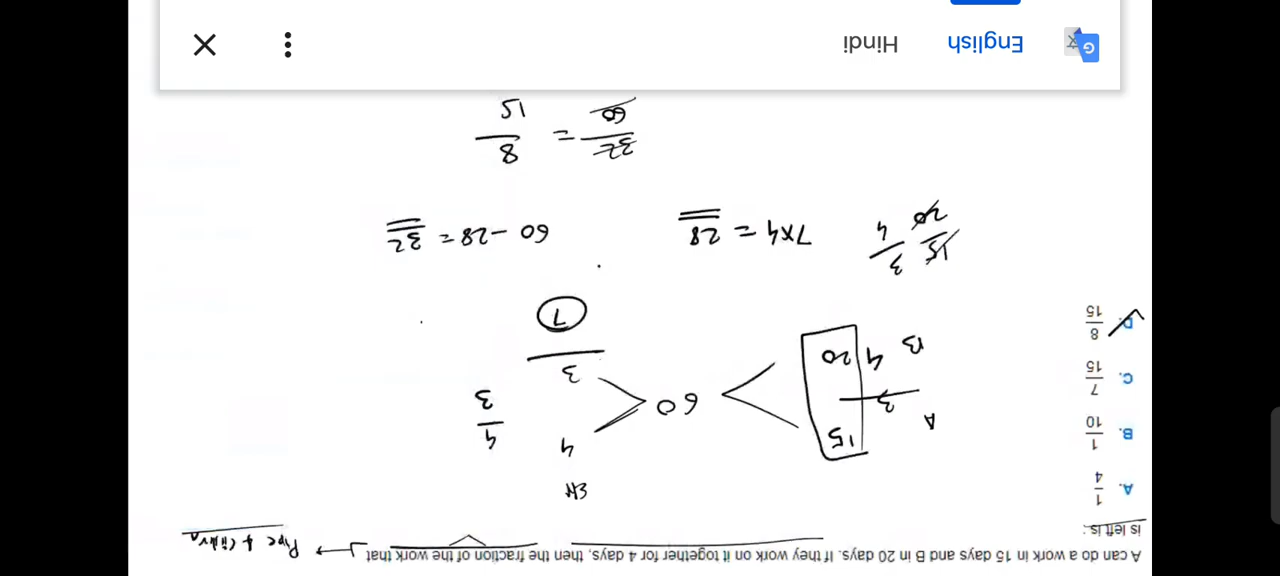 A can do a work in 15 days and B in 20 days. If they work on it together for 4 days, then the fraction of the work that
is left is :
A. 1/4
B. 1/10
C. 7/15
D. 8/15
Eff
A 3 15
B 4 20
60
4
3
7
4/3
15/20 3/4
7x4 = 28
60 - 28 = 32
32/60 = 8/15
English
Hindi